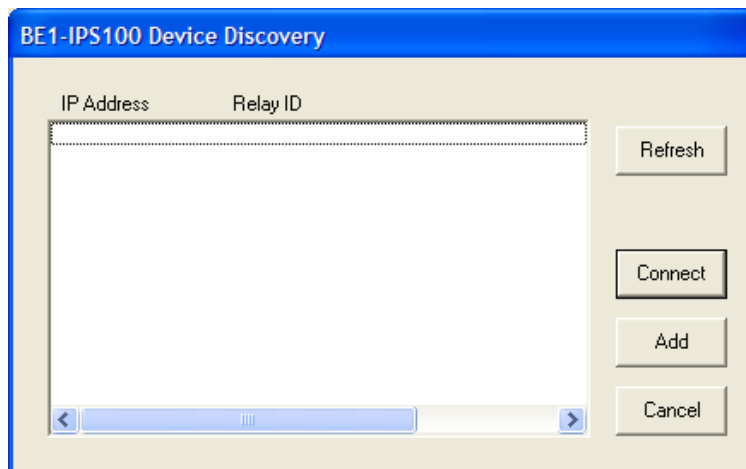 BE1-IPS100 Device Discovery
IP Address Relay ID
Refresh
Connect
Add
Cancel